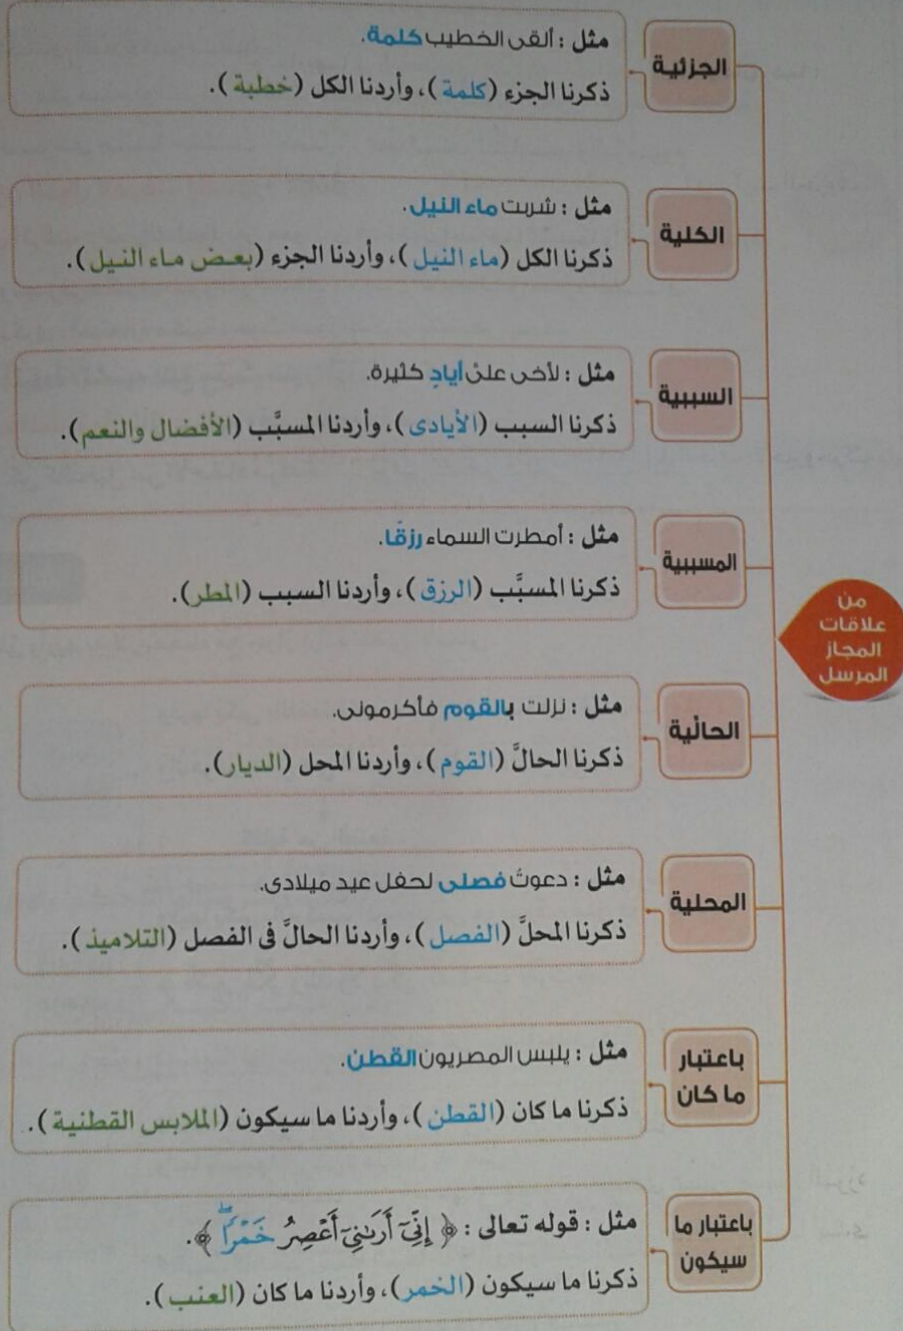 من
علاقات
المجاز
المرسل
الجزئية
مثل : ألقى الخطيب كلمة.
ذكرنا الجزء (كلمة)، وأردنا الكل (خطبة).
الكلية
مثل : شربت ماء النيل.
ذكرنا الكل (ماء النيل)، وأردنا الجزء (بعض ماء النيل).
السببية
مثل : لأخى علىَّ أيادٍ كثيرة.
ذكرنا السبب (الأيادى)، وأردنا المسبَّب (الأفضال والنعم).
المسببية
مثل : أمطرت السماء رزقًا.
ذكرنا المسبَّب (الرزق)، وأردنا السبب (المطر).
الحالّية
مثل : نزلت بالقوم فأكرمونى.
ذكرنا الحالَّ (القوم)، وأردنا المحل (الديار).
المحلية
مثل : دعوتُ فصلى لحفل عيد ميلادى.
ذكرنا المحلَّ (الفصل)، وأردنا الحالَّ فى الفصل (التلاميذ).
باعتبار
ما كان
مثل : يلبس المصريون القطن.
ذكرنا ما كان (القطن)، وأردنا ما سيكون (الملابس القطنية).
باعتبار ما
سيكون
مثل : قوله تعالى : ﴿ إِنِّىٓ أَرَىٰنِىٓ أَعْصِرُ خَمْرًا ۖ ﴾.
ذكرنا ما سيكون (الخمر)، وأردنا ما كان (العنب).